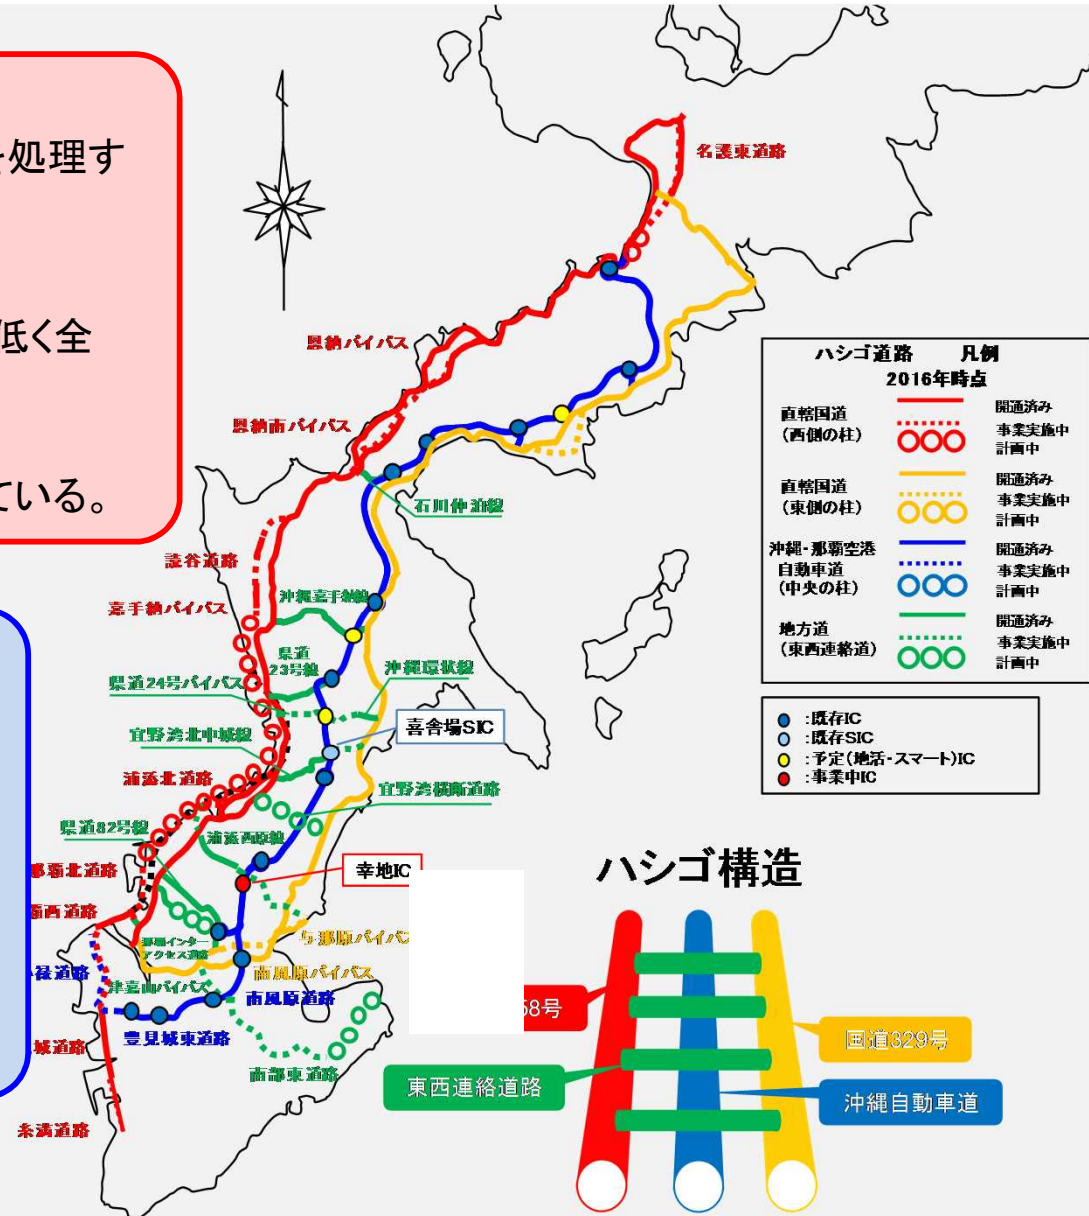 を処理す
低く全
ている。
名護東道路
恩納バイパス
恩納南バイパス
石川仲泊線
読谷道路
沖縄嘉手納線
嘉手納バイパス
県道
23号線
県道24号バイパス
沖縄環状線
喜舎場SIC
宜野湾北中城線
浦添北道路
宜野湾横断道路
県道82号線
浦添西原線
那覇北道路
幸地IC
覇西道路
那覇インター
アクセス道路
与那原バイパス
南風原バイパス
禄道路
津嘉山バイパス
南風原道路
豊見城東道路
城道路
南部東道路
糸満道路
ハシゴ道路 凡例
2016年時点
直轄国道
(西側の柱)
開通済み
事業実施中
計画中
直轄国道
(東側の柱)
開通済み
事業実施中
計画中
沖縄・那覇空港
自動車道
(中央の柱)
開通済み
事業実施中
計画中
地方道
(東西連絡道)
開通済み
事業実施中
計画中
:既存IC
:既存SIC
:予定(地活・スマート)IC
:事業中IC
ハシゴ構造
58号
国道329号
東西連絡道路
沖縄自動車道